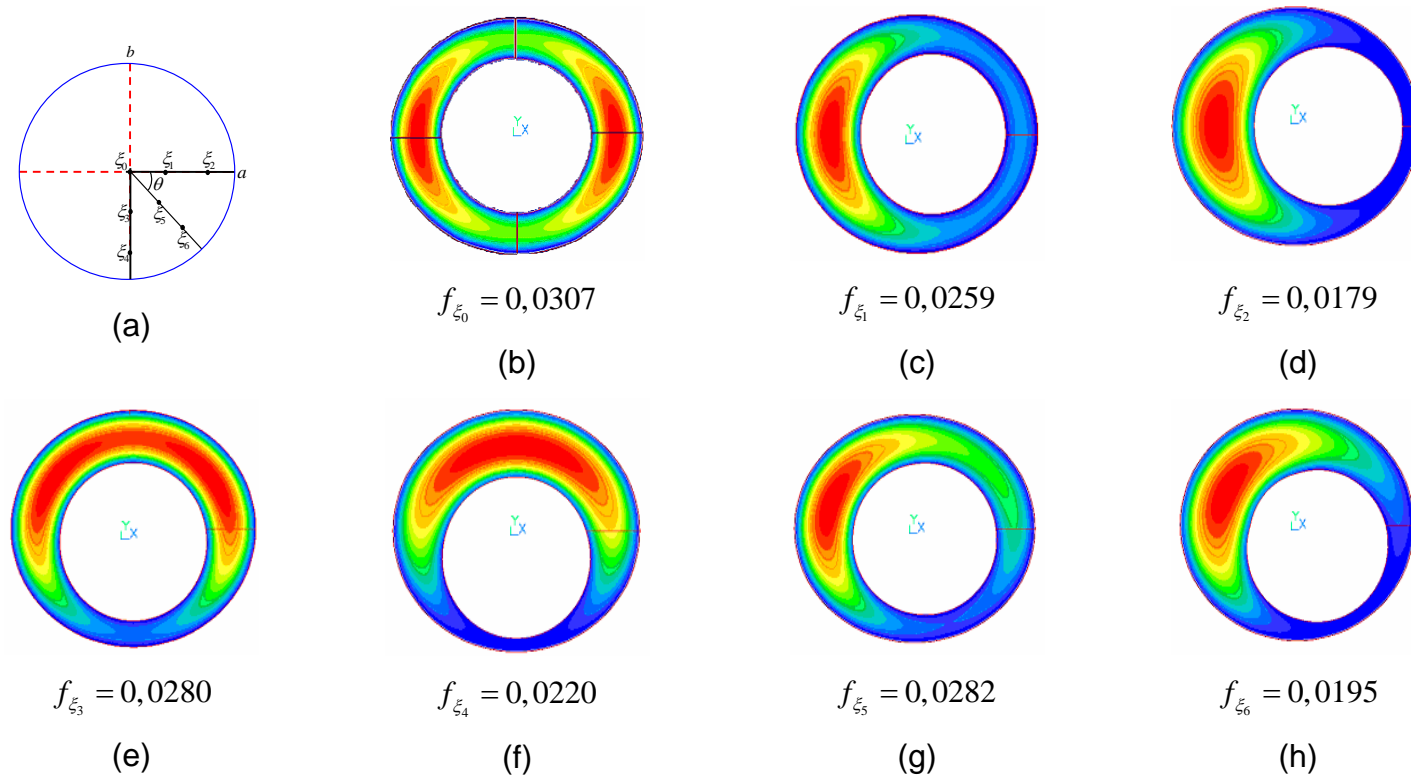 b
ξ₀ ξ₁ ξ₂ a
θ
ξ₃ ξ₅
ξ₆
ξ₄
(a)
Y
X
f_ξ₀ = 0,0307
(b)
Y
X
f_ξ₁ = 0,0259
(c)
Y
X
f_ξ₂ = 0,0179
(d)
Y
X
f_ξ₃ = 0,0280
(e)
Y
X
f_ξ₄ = 0,0220
(f)
Y
X
f_ξ₅ = 0,0282
(g)
Y
X
f_ξ₆ = 0,0195
(h)